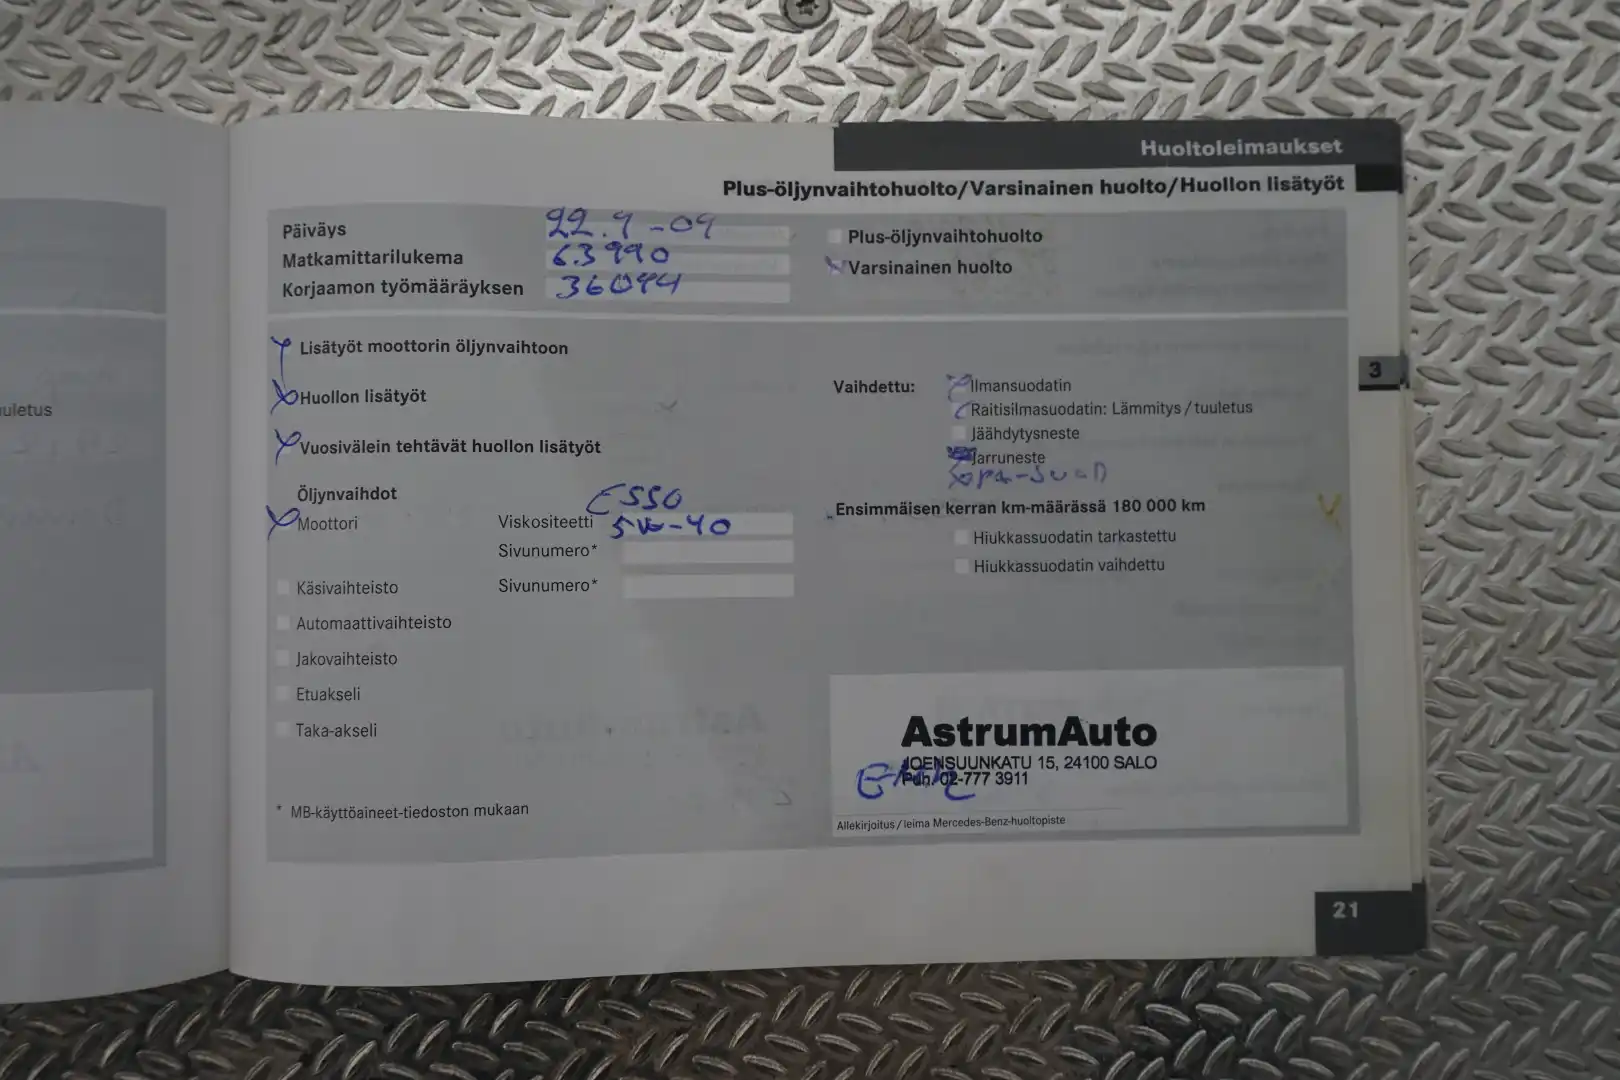 Huoltoleimaukset
Plus-öljynvaihtohuolto/Varsinainen huolto/Huollon lisätyöt
Päiväys 22.9-09
Matkamittarilukema 63990
Korjaamon työmääräyksen 36094
Plus-öljynvaihtohuolto
Varsinainen huolto
Lisätyöt moottorin öljynvaihtoon
Huollon lisätyöt
Vuosivälein tehtävät huollon lisätyöt
Öljynvaihdot
ESSO
Moottori Viskositeetti 5W-40
Sivunumero*
Käsivaihteisto Sivunumero*
Automaattivaihteisto
Jakovaihteisto
Etuakseli
Taka-akseli
* MB-käyttöaineet-tiedoston mukaan
Vaihdettu: Ilmansuodatin
Raitisilmasuodatin: Lämmitys / tuuletus
Jäähdytysneste
Jarruneste
3
Ensimmäisen kerran km-määrässä 180 000 km
Hiukkassuodatin tarkastettu
Hiukkassuodatin vaihdettu
AstrumAuto
JOENSUUNKATU 15, 24100 SALO
Puh. 02-777 3911
Allekirjoitus / leima Mercedes-Benz-huoltopiste
21
uuletus